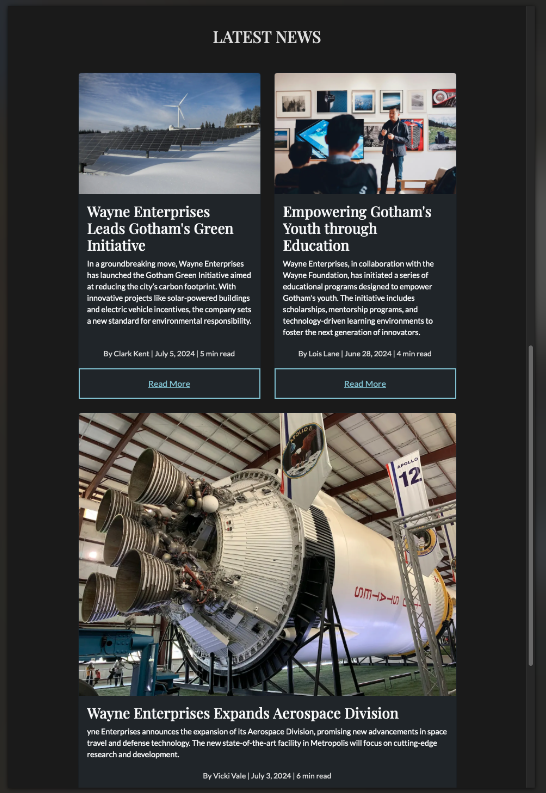 LATEST NEWS
Wayne Enterprises
Leads Gotham's Green
Initiative
In a groundbreaking move, Wayne Enterprises
has launched the Gotham Green Initiative aimed
at reducing the city's carbon footprint. With
innovative projects like solar-powered buildings
and electric vehicle incentives, the company sets
a new standard for environmental responsibility.
By Clark Kent | July 5, 2024 | 5 min read
Read More
Empowering Gotham's
Youth through
Education
Wayne Enterprises, in collaboration with the
Wayne Foundation, has initiated a series of
educational programs designed to empower
Gotham's youth. The initiative includes
scholarships, mentorship programs, and
technology-driven learning environments to
foster the next generation of innovators.
By Lois Lane | June 28, 2024 | 4 min read
Read More
APOLLO
12
STATES
Wayne Enterprises Expands Aerospace Division
yne Enterprises announces the expansion of its Aerospace Division, promising new advancements in space
travel and defense technology. The new state-of-the-art facility in Metropolis will focus on cutting-edge
research and development.
By Vicki Vale | July 3, 2024 | 6 min read